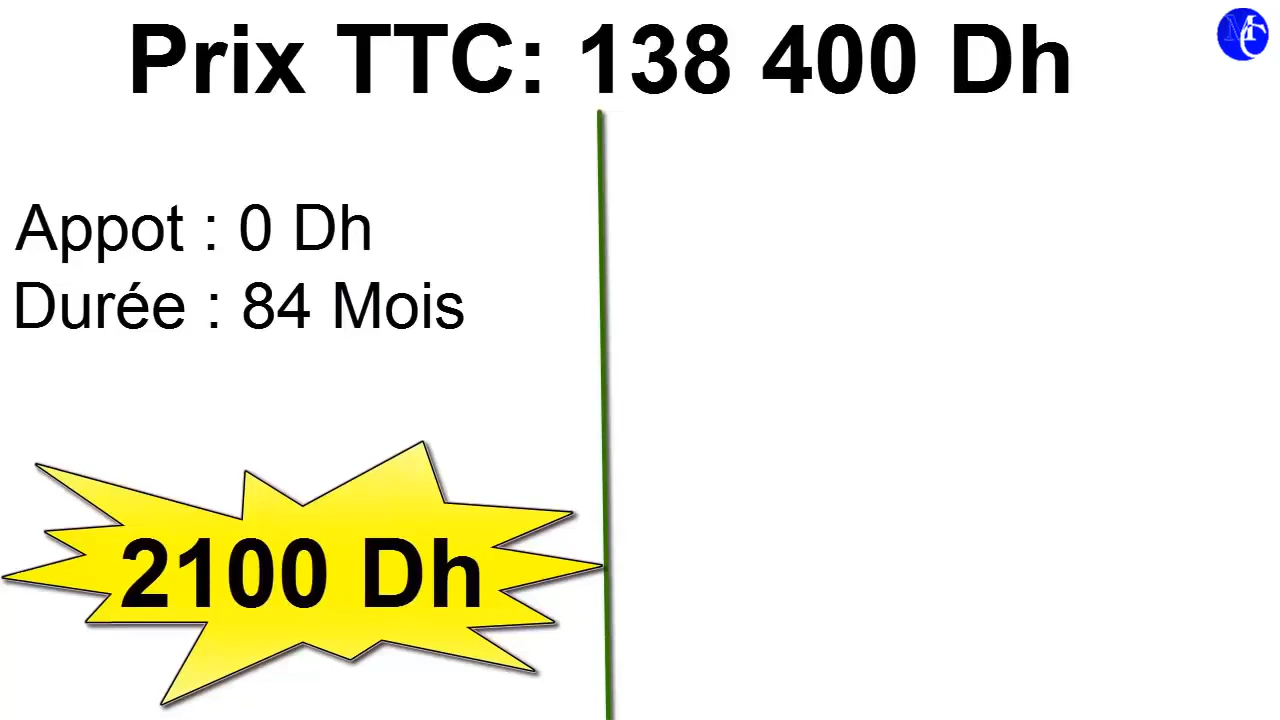 Prix TTC: 138 400 Dh
Appot : 0 Dh
Durée : 84 Mois
2100 Dh